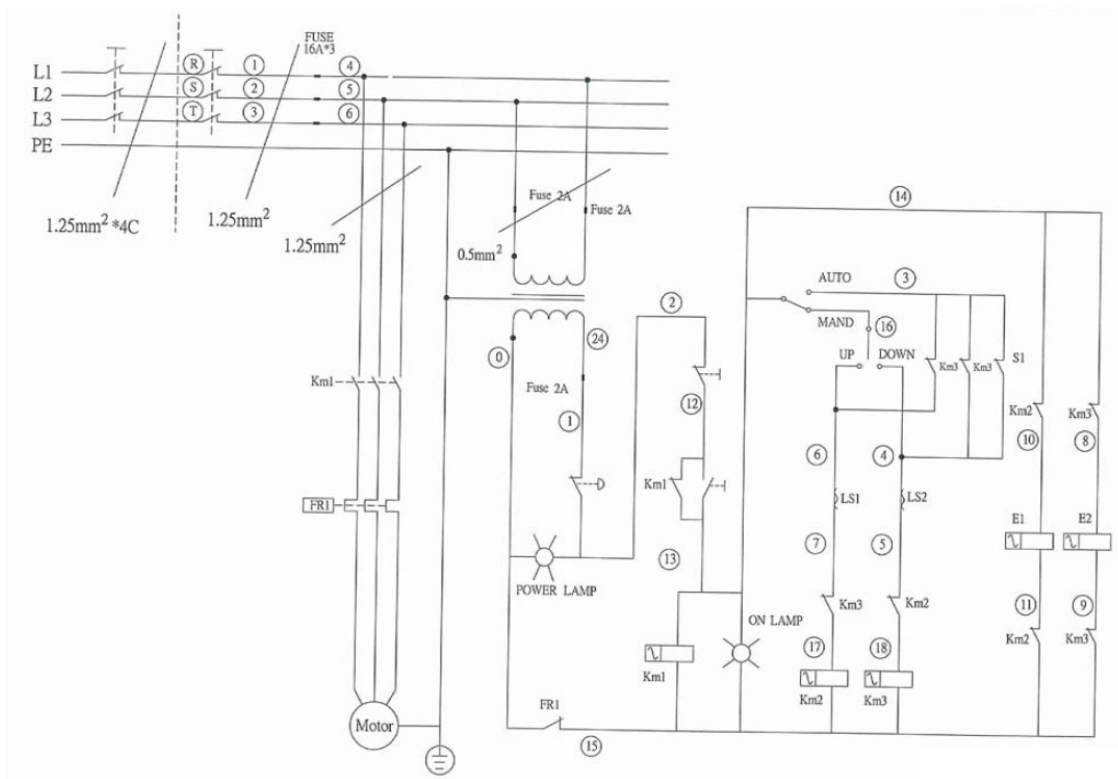 FUSE
16A*3
L1
R
1
4
L2
S
2
5
L3
T
3
6
PE
1.25mm² *4C
1.25mm²
1.25mm²
Fuse 2A
Fuse 2A
0.5mm²
14
AUTO
3
2
MAND
16
0
24
UP
DOWN
Km3
Km3
S1
Km1
Fuse 2A
12
Km2
Km3
1
10
8
6
4
Km1
FR1
LS1
LS2
E1
E2
13
7
5
POWER LAMP
ON LAMP
Km3
Km2
11
9
17
18
Km2
Km3
Km1
Km2
Km3
FR1
Motor
15